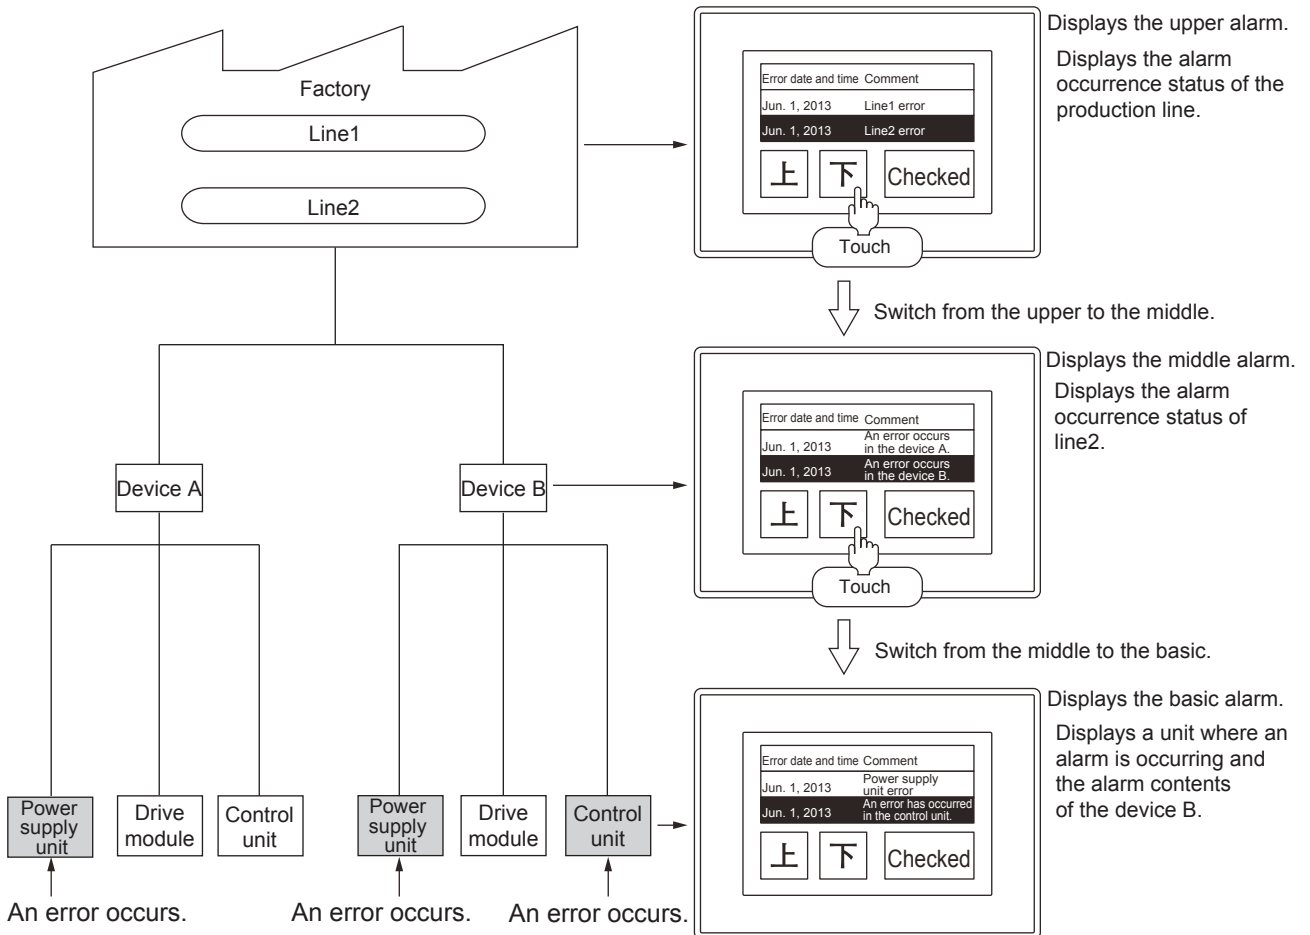 Factory
Line1
Line2
Device A
Device B
Power
supply
unit
Drive
module
Control
unit
Power
supply
unit
Drive
module
Control
unit
An error occurs.
An error occurs.
An error occurs.
Error date and time Comment
Jun. 1, 2013 Line1 error
Jun. 1, 2013 Line2 error
上 下 Checked
Touch
Displays the upper alarm.
Displays the alarm
occurrence status of the
production line.
Switch from the upper to the middle.
Error date and time Comment
Jun. 1, 2013 An error occurs
in the device A.
Jun. 1, 2013 An error occurs
in the device B.
上 下 Checked
Touch
Displays the middle alarm.
Displays the alarm
occurrence status of
line2.
Switch from the middle to the basic.
Error date and time Comment
Jun. 1, 2013 Power supply
unit error
Jun. 1, 2013 An error has occurred
in the control unit.
上 下 Checked
Displays the basic alarm.
Displays a unit where an
alarm is occurring and
the alarm contents
of the device B.